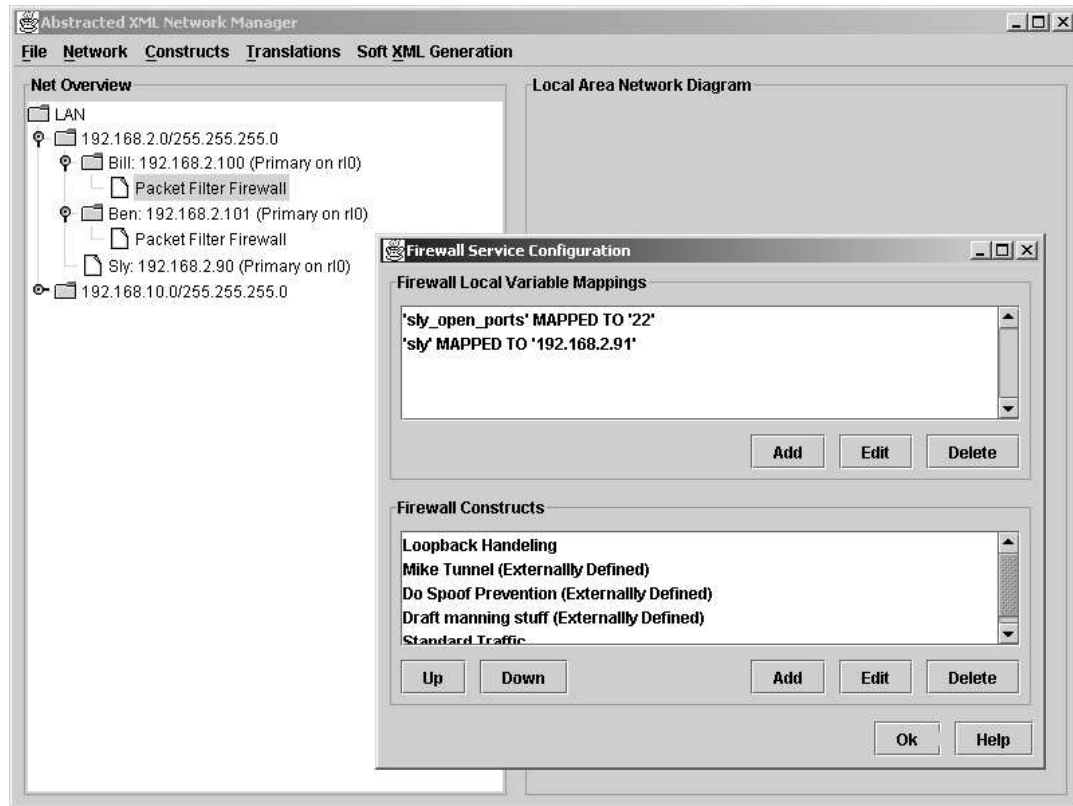 Abstracted XML Network Manager
File Network Constructs Translations Soft XML Generation
Net Overview
LAN
192.168.2.0/255.255.255.0
Bill: 192.168.2.100 (Primary on rl0)
Packet Filter Firewall
Ben: 192.168.2.101 (Primary on rl0)
Packet Filter Firewall
Sly: 192.168.2.90 (Primary on rl0)
192.168.10.0/255.255.255.0
Local Area Network Diagram
Firewall Service Configuration
Firewall Local Variable Mappings
'sly_open_ports' MAPPED TO '22'
'sly' MAPPED TO '192.168.2.91'
Add Edit Delete
Firewall Constructs
Loopback Handeling
Mike Tunnel (Externallly Defined)
Do Spoof Prevention (Externallly Defined)
Draft manning stuff (Externallly Defined)
Standard Traffic
Up Down Add Edit Delete
Ok Help